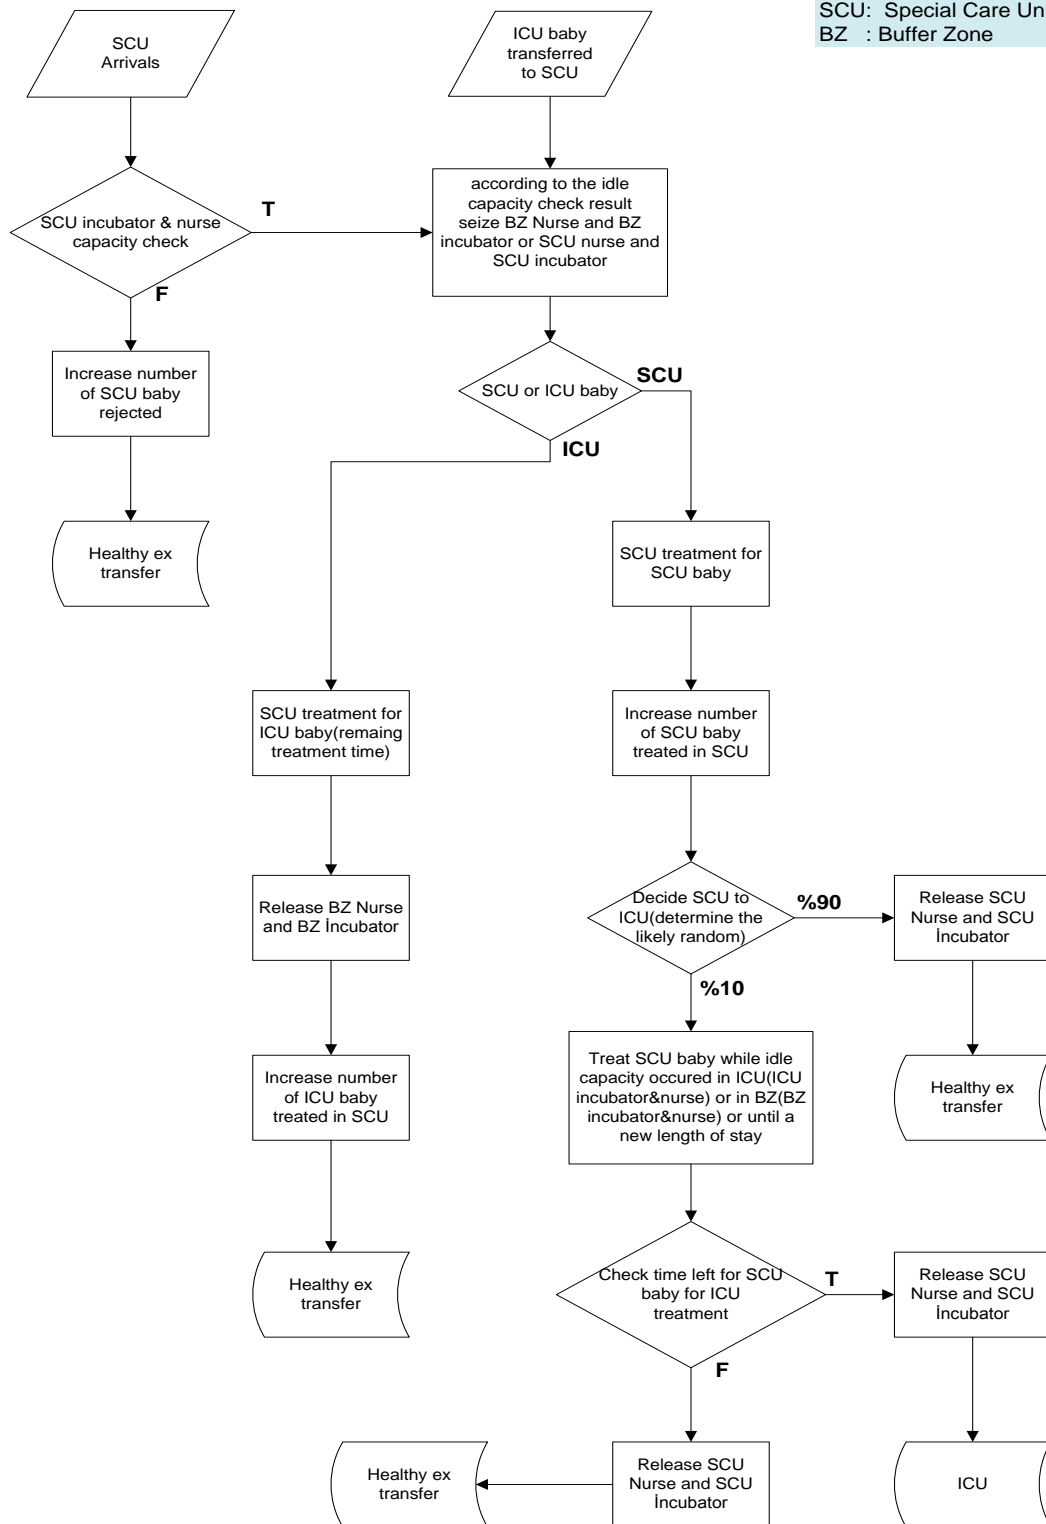 SCU: Special Care Un
BZ : Buffer Zone
SCU
Arrivals
ICU baby
transferred
to SCU
SCU incubator & nurse
capacity check
T
F
according to the idle
capacity check result
seize BZ Nurse and BZ
incubator or SCU nurse and
SCU incubator
Increase number
of SCU baby
rejected
SCU or ICU baby
SCU
ICU
Healthy ex
transfer
SCU treatment for
SCU baby
SCU treatment for
ICU baby(remaing
treatment time)
Increase number
of SCU baby
treated in SCU
Release BZ Nurse
and BZ İncubator
Decide SCU to
ICU(determine the
likely random)
%90
%10
Release SCU
Nurse and SCU
İncubator
Increase number
of ICU baby
treated in SCU
Treat SCU baby while idle
capacity occured in ICU(ICU
incubator&nurse) or in BZ(BZ
incubator&nurse) or until a
new length of stay
Healthy ex
transfer
Healthy ex
transfer
Check time left for SCU
baby for ICU
treatment
T
F
Release SCU
Nurse and SCU
İncubator
Healthy ex
transfer
Release SCU
Nurse and SCU
İncubator
ICU